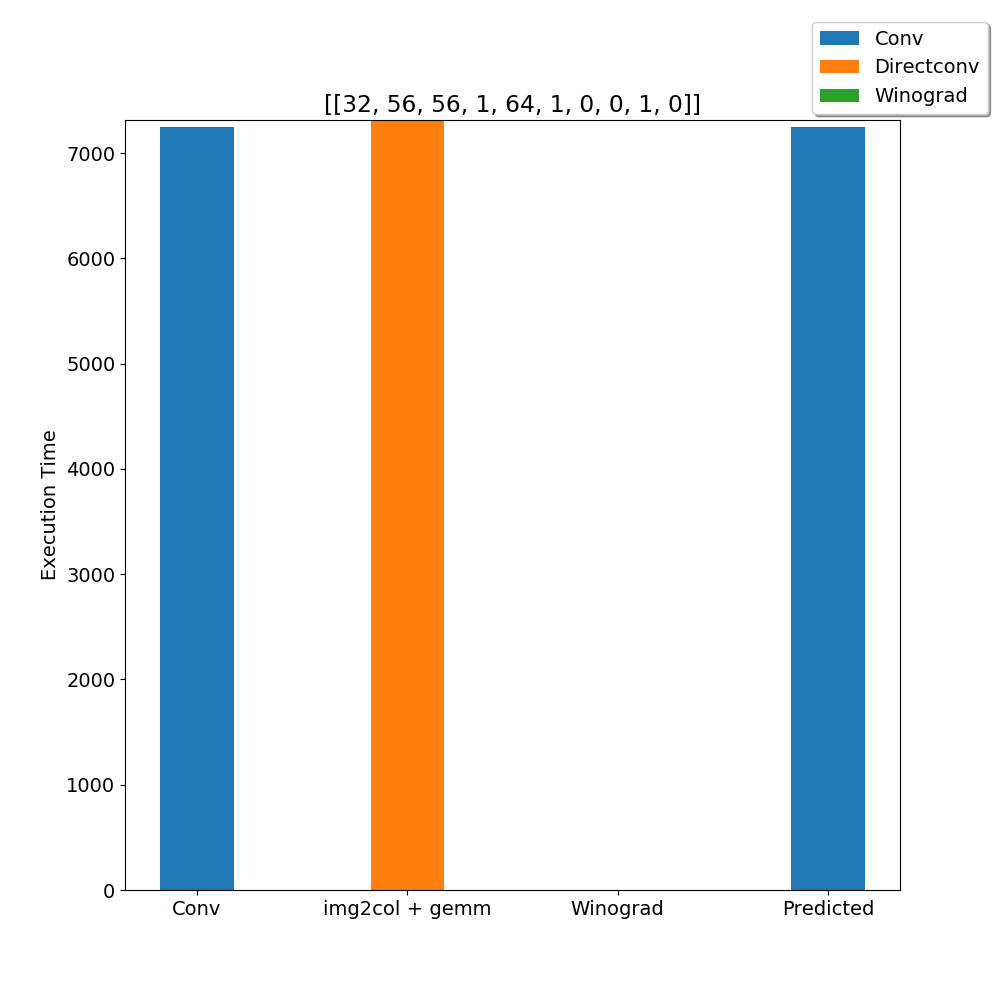 Conv
Directconv
Winograd
[[32, 56, 56, 1, 64, 1, 0, 0, 1, 0]]
7000
6000
5000
4000
3000
2000
1000
0
Execution Time
Conv
img2col + gemm
Winograd
Predicted